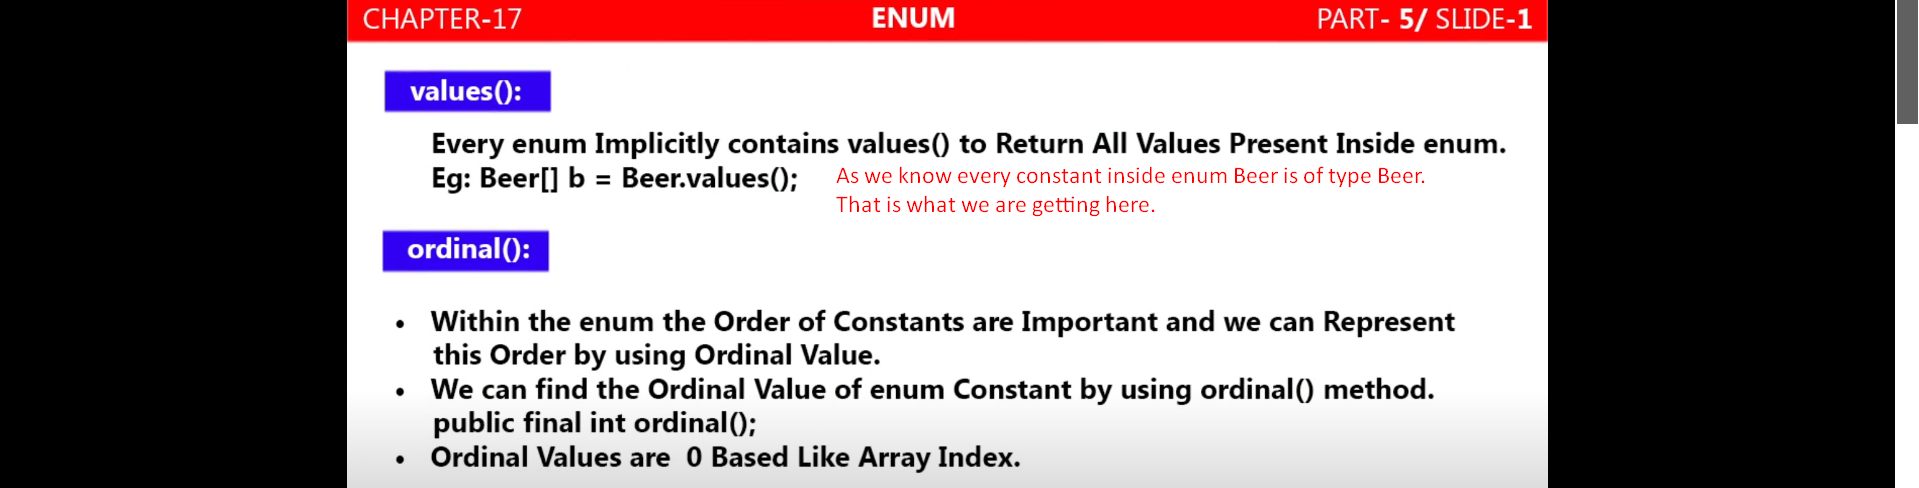 CHAPTER-17 ENUM PART- 5/ SLIDE-1
values():
Every enum Implicitly contains values() to Return All Values Present Inside enum.
Eg: Beer[] b = Beer.values(); As we know every constant inside enum Beer is of type Beer.
That is what we are getting here.
ordinal():
• Within the enum the Order of Constants are Important and we can Represent
this Order by using Ordinal Value.
• We can find the Ordinal Value of enum Constant by using ordinal() method.
public final int ordinal();
• Ordinal Values are 0 Based Like Array Index.